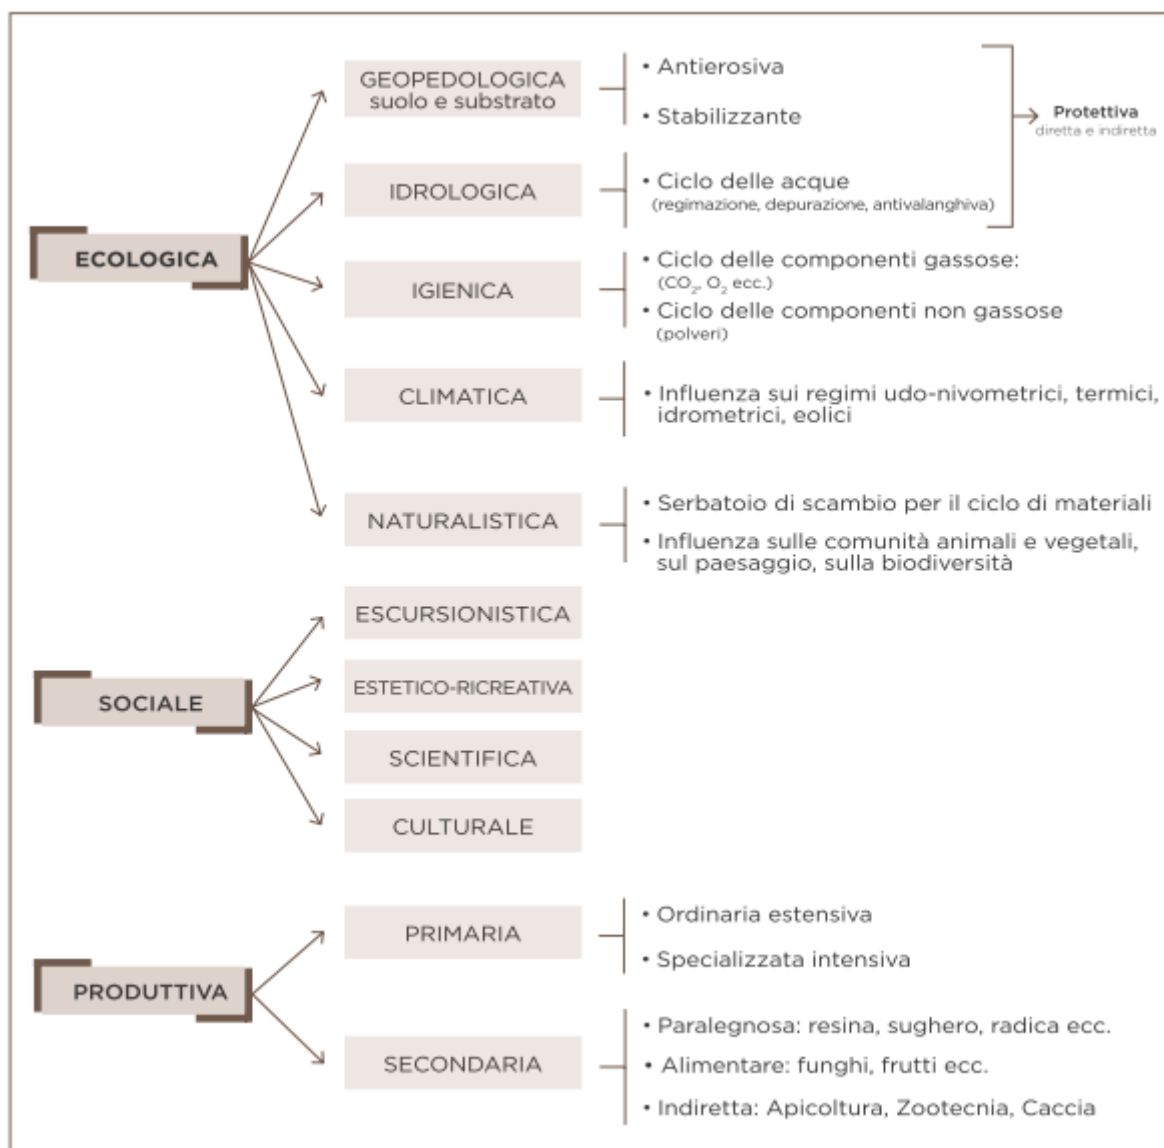 ECOLOGICA
GEOPEDOLOGICA
suolo e substrato
• Antierosiva
• Stabilizzante
Protettiva
diretta e indiretta
IDROLOGICA
• Ciclo delle acque
(regimazione, depurazione, antivalanghiva)
IGIENICA
• Ciclo delle componenti gassose:
(CO₂, O₂ ecc.)
• Ciclo delle componenti non gassose
(polveri)
CLIMATICA
• Influenza sui regimi udo-nivometrici, termici,
idrometrici, eolici
NATURALISTICA
• Serbatoio di scambio per il ciclo di materiali
• Influenza sulle comunità animali e vegetali,
sul paesaggio, sulla biodiversità
SOCIALE
ESCURSIONISTICA
ESTETICO-RICREATIVA
SCIENTIFICA
CULTURALE
PRODUTTIVA
PRIMARIA
• Ordinaria estensiva
• Specializzata intensiva
SECONDARIA
• Paralegnosa: resina, sughero, radica ecc.
• Alimentare: funghi, frutti ecc.
• Indiretta: Apicoltura, Zootecnia, Caccia